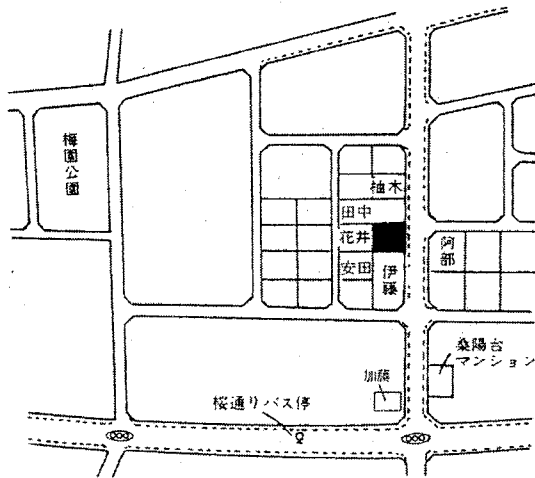 梅園公園
柚木
田中
花井
安田
伊藤
阿部
桑陽台
マンション
加藤
桜通りバス停